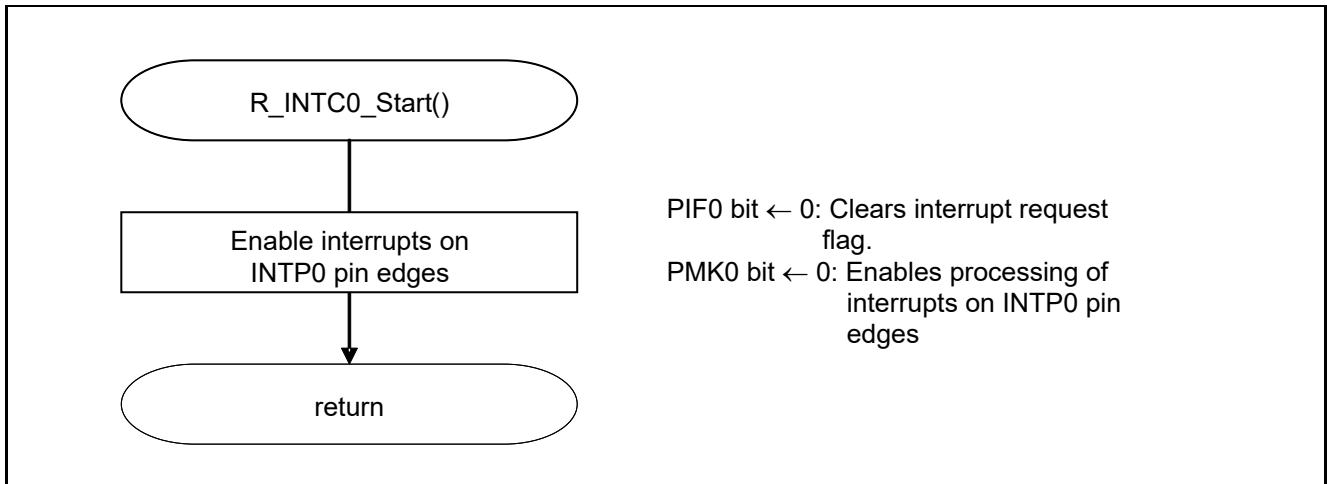 R_INTC0_Start()
Enable interrupts on
INTP0 pin edges
PIF0 bit ← 0: Clears interrupt request
flag.
PMK0 bit ← 0: Enables processing of
interrupts on INTP0 pin
edges
return